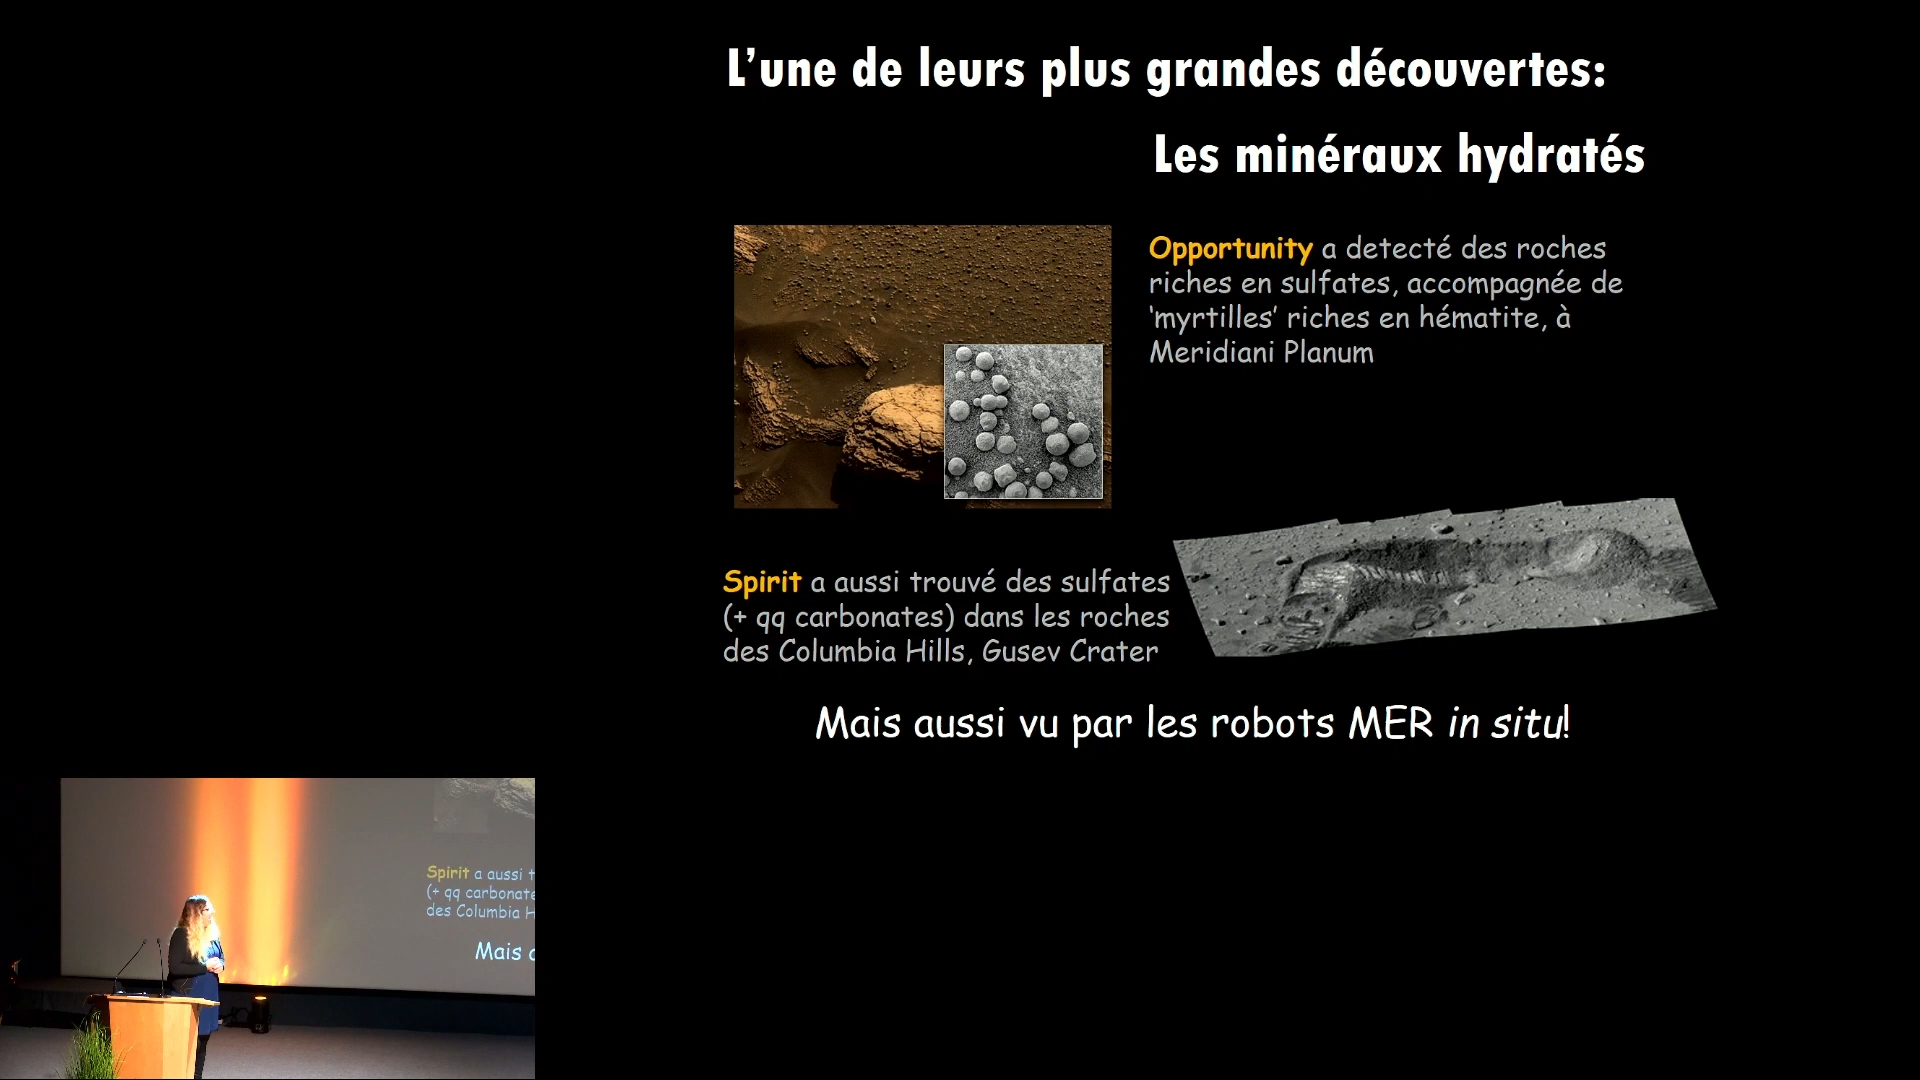 L'une de leurs plus grandes découvertes:
Les minéraux hydratés
Opportunity a detecté des roches
riches en sulfates, accompagnée de
‘myrtilles’ riches en hématite, à
Meridiani Planum
Spirit a aussi trouvé des sulfates
(+ qq carbonates) dans les roches
des Columbia Hills, Gusev Crater
Mais aussi vu par les robots MER in situ!
Spirit a aussi t
(+ qq carbonate
des Columbia H
Mais